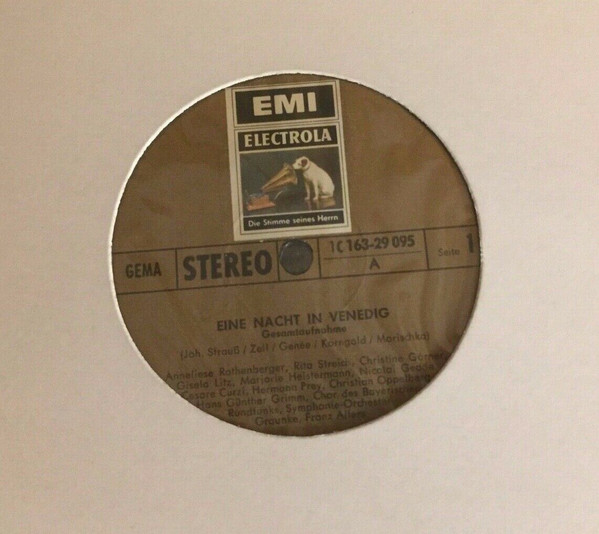 EMI
ELECTROLA
Die Stimme seines Herrn
GEMA STEREO 1C 163-29 095 A Seite 1
EINE NACHT IN VENEDIG
Gesamtaufnahme
(Joh. Strauß / Zell / Genée / Korngold / Marischka)
Anneliese Rothenberger, Rita Streich, Christine Görner,
Gisela Litz, Marjorie Heistermann, Nicolai Gedda,
Cesare Curzi, Hermann Prey, Christian Oppelberg,
Hans Günther Grimm, Chor des Bayerischen
Rundfunks, Symphonie-Orchester
Graunke, Franz Allers